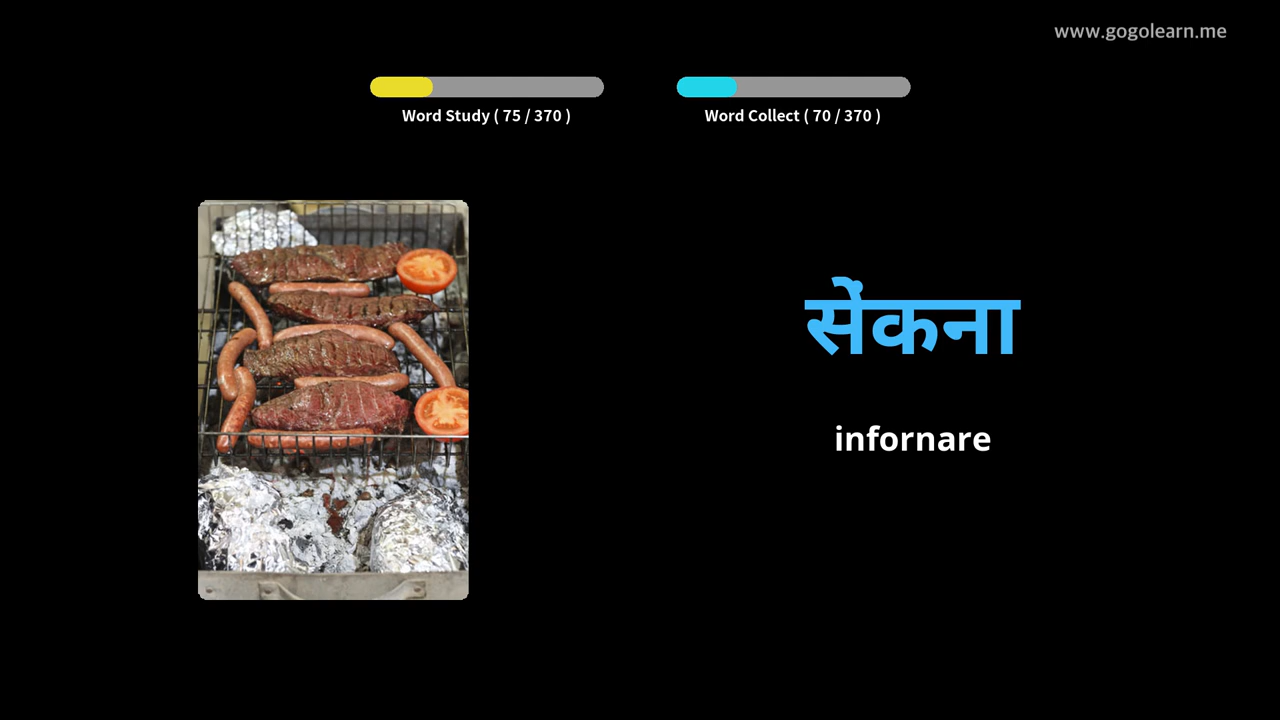 www.gogolearn.me
Word Study ( 75 / 370 )
Word Collect ( 70 / 370 )
सेंकना
infornare